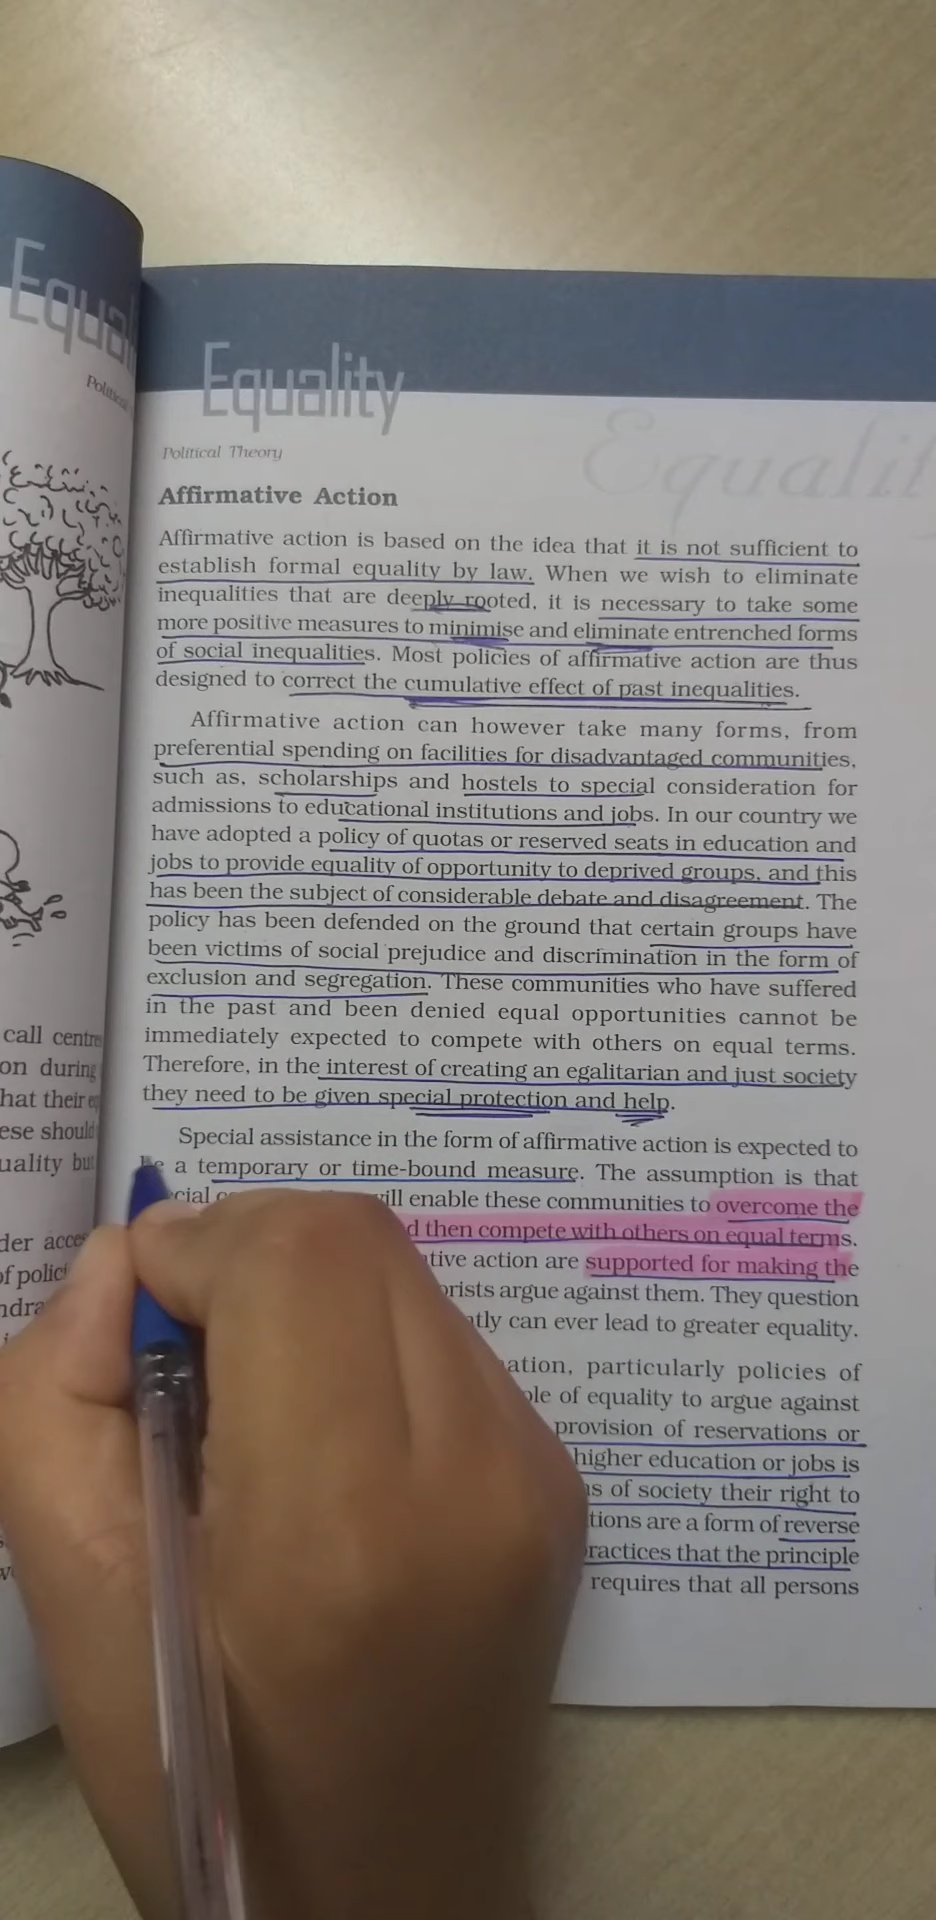 Equal
Political
call centre
on during
hat their
ese should
uality but
der acce
of polici
ndra
Equality
Equalit
Political Theory
Affirmative Action
Affirmative action is based on the idea that it is not sufficient to
establish formal equality by law. When we wish to eliminate
inequalities that are deeply rooted, it is necessary to take some
more positive measures to minimise and eliminate entrenched forms
of social inequalities. Most policies of affirmative action are thus
designed to correct the cumulative effect of past inequalities.
Affirmative action can however take many forms, from
preferential spending on facilities for disadvantaged communities,
such as, scholarships and hostels to special consideration for
admissions to educational institutions and jobs. In our country we
have adopted a policy of quotas or reserved seats in education and
jobs to provide equality of opportunity to deprived groups, and this
has been the subject of considerable debate and disagreement. The
policy has been defended on the ground that certain groups have
been victims of social prejudice and discrimination in the form of
exclusion and segregation. These communities who have suffered
in the past and been denied equal opportunities cannot be
immediately expected to compete with others on equal terms.
Therefore, in the interest of creating an egalitarian and just society
they need to be given special protection and help.
Special assistance in the form of affirmative action is expected to
be a temporary or time-bound measure. The assumption is that
cial will enable these communities to overcome the
d then compete with others on equal terms.
tive action are supported for making the
orists argue against them. They question
tly can ever lead to greater equality.
ation, particularly policies of
ple of equality to argue against
provision of reservations or
higher education or jobs is
ns of society their right to
tions are a form of reverse
ractices that the principle
requires that all persons